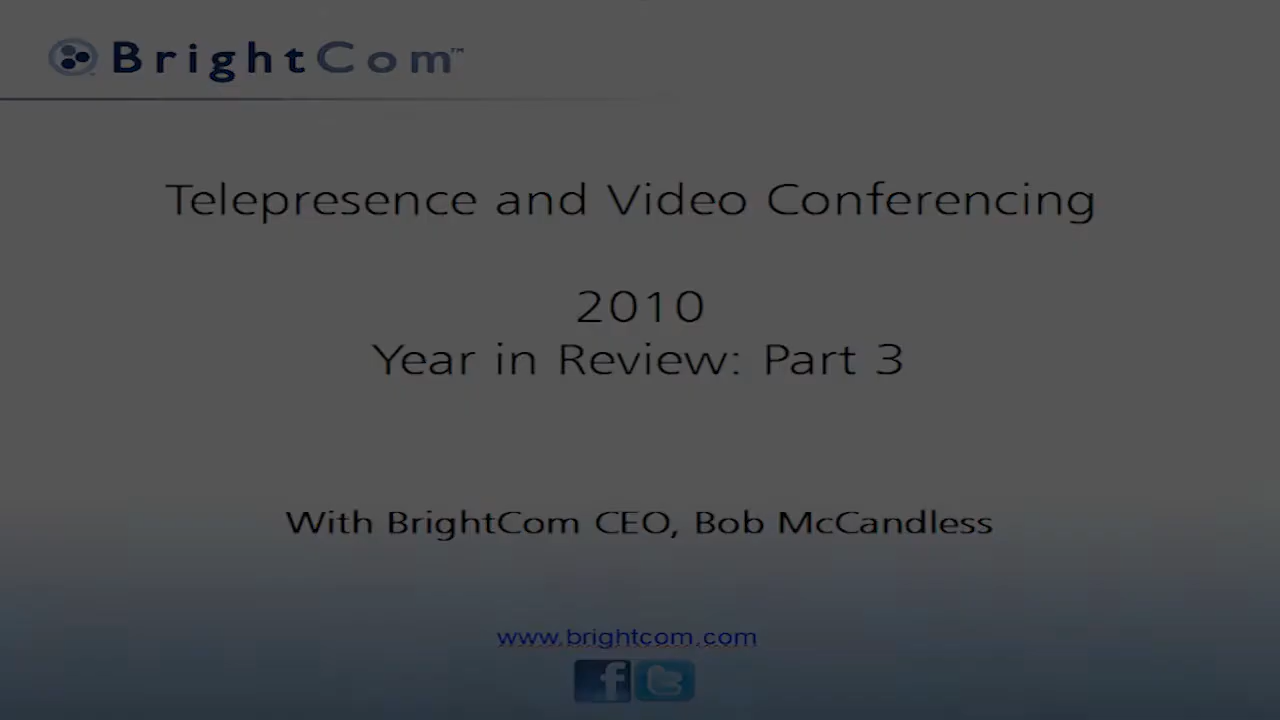 BrightCom™
Telepresence and Video Conferencing
2010
Year in Review: Part 3
With BrightCom CEO, Bob McCandless
www.brightcom.com